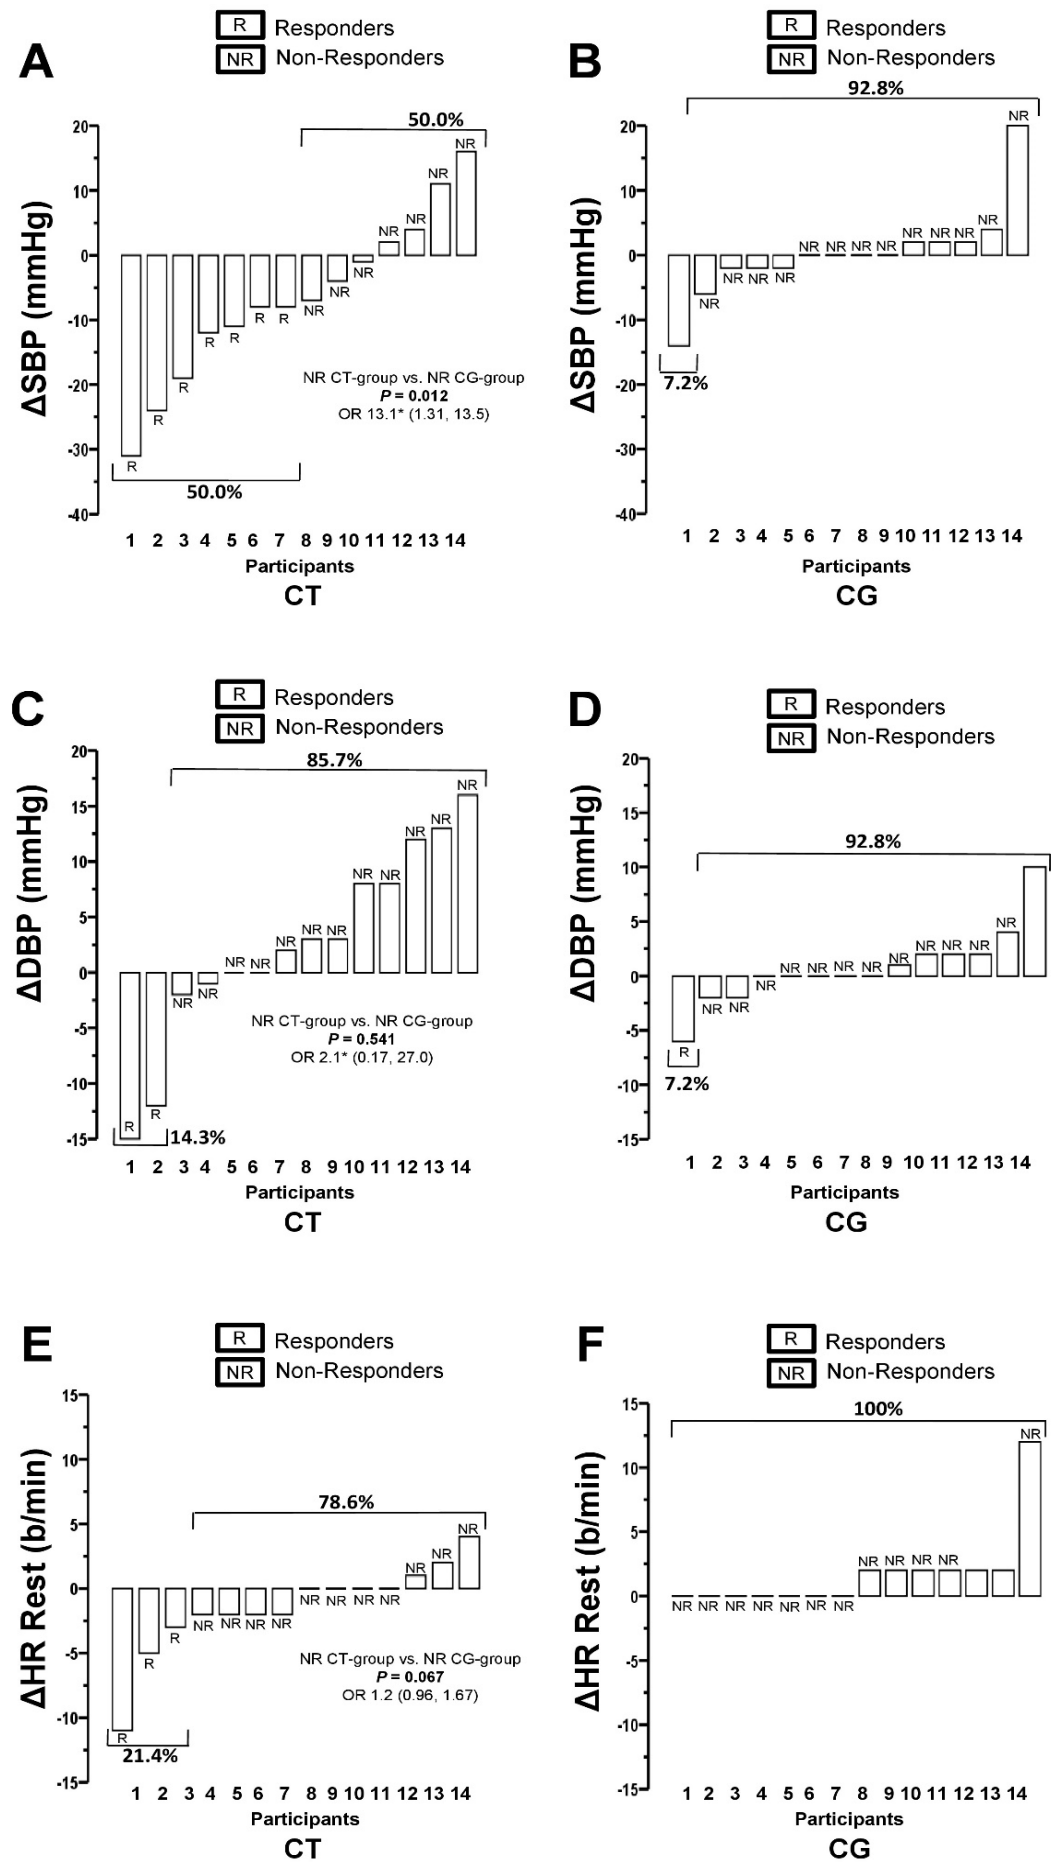 A
R Responders
NR Non-Responders
50.0%
ΔSBP (mmHg)
20
10
0
-10
-20
-30
-40
R
R
R
R
R
R
R
NR
NR
NR
NR
NR
NR
NR
NR CT-group vs. NR CG-group
P = 0.012
OR 13.1* (1.31, 13.5)
50.0%
1 2 3 4 5 6 7 8 9 10 11 12 13 14
Participants
CT
B
R Responders
NR Non-Responders
92.8%
ΔSBP (mmHg)
20
10
0
-10
-20
-30
-40
NR
NR
NR
NR
NR
NR
NR
NR
NR
NR
NR
NR
NR
7.2%
1 2 3 4 5 6 7 8 9 10 11 12 13 14
Participants
CG
C
R Responders
NR Non-Responders
85.7%
ΔDBP (mmHg)
20
15
10
5
0
-5
-10
-15
R
R
NR
NR
NR
NR
NR
NR
NR
NR
NR
NR
NR
NR
NR CT-group vs. NR CG-group
P = 0.541
OR 2.1* (0.17, 27.0)
14.3%
1 2 3 4 5 6 7 8 9 10 11 12 13 14
Participants
CT
D
R Responders
NR Non-Responders
92.8%
ΔDBP (mmHg)
20
15
10
5
0
-5
-10
-15
R
NR
NR
NR
NR
NR
NR
NR
NR
NR
NR
NR
NR
7.2%
1 2 3 4 5 6 7 8 9 10 11 12 13 14
Participants
CG
E
R Responders
NR Non-Responders
78.6%
ΔHR Rest (b/min)
15
10
5
0
-5
-10
-15
R
R
R
NR
NR
NR
NR
NR
NR
NR
NR
NR
NR
NR
NR CT-group vs. NR CG-group
P = 0.067
OR 1.2 (0.96, 1.67)
21.4%
1 2 3 4 5 6 7 8 9 10 11 12 13 14
Participants
CT
F
R Responders
NR Non-Responders
100%
ΔHR Rest (b/min)
15
10
5
0
-5
-10
-15
NR
NR
NR
NR
NR
NR
NR
NR
NR
NR
NR
NR
1 2 3 4 5 6 7 8 9 10 11 12 13 14
Participants
CG